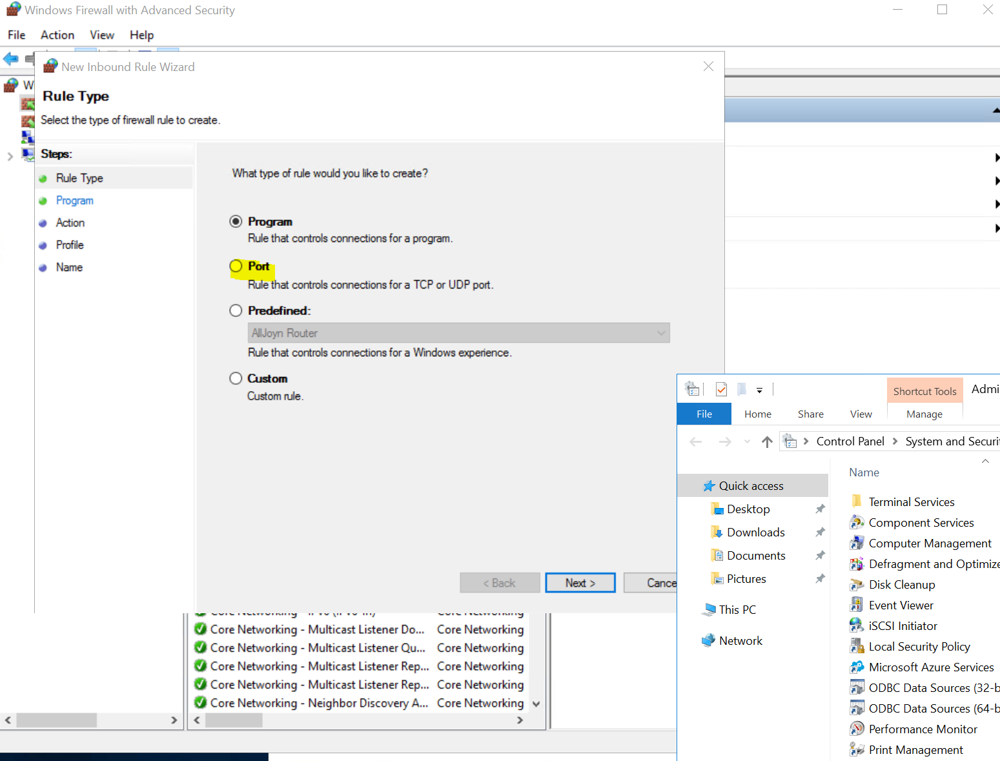 Windows Firewall with Advanced Security
File Action View Help
New Inbound Rule Wizard
Rule Type
Select the type of firewall rule to create.
Steps:
Rule Type
Program
Action
Profile
Name
What type of rule would you like to create?
Program
Rule that controls connections for a program.
Port
Rule that controls connections for a TCP or UDP port.
Predefined:
AllJoyn Router
Rule that controls connections for a Windows experience.
Custom
Custom rule.
< Back Next > Cance
Core Networking - Multicast Listener Do... Core Networking
Core Networking - Multicast Listener Qu... Core Networking
Core Networking - Multicast Listener Rep... Core Networking
Core Networking - Multicast Listener Rep... Core Networking
Core Networking - Neighbor Discovery A... Core Networking
Shortcut Tools Admi
File Home Share View Manage
Control Panel System and Securit
Quick access
Desktop
Downloads
Documents
Pictures
This PC
Network
Name
Terminal Services
Component Services
Computer Management
Defragment and Optimize
Disk Cleanup
Event Viewer
iSCSI Initiator
Local Security Policy
Microsoft Azure Services
ODBC Data Sources (32-b
ODBC Data Sources (64-b
Performance Monitor
Print Management